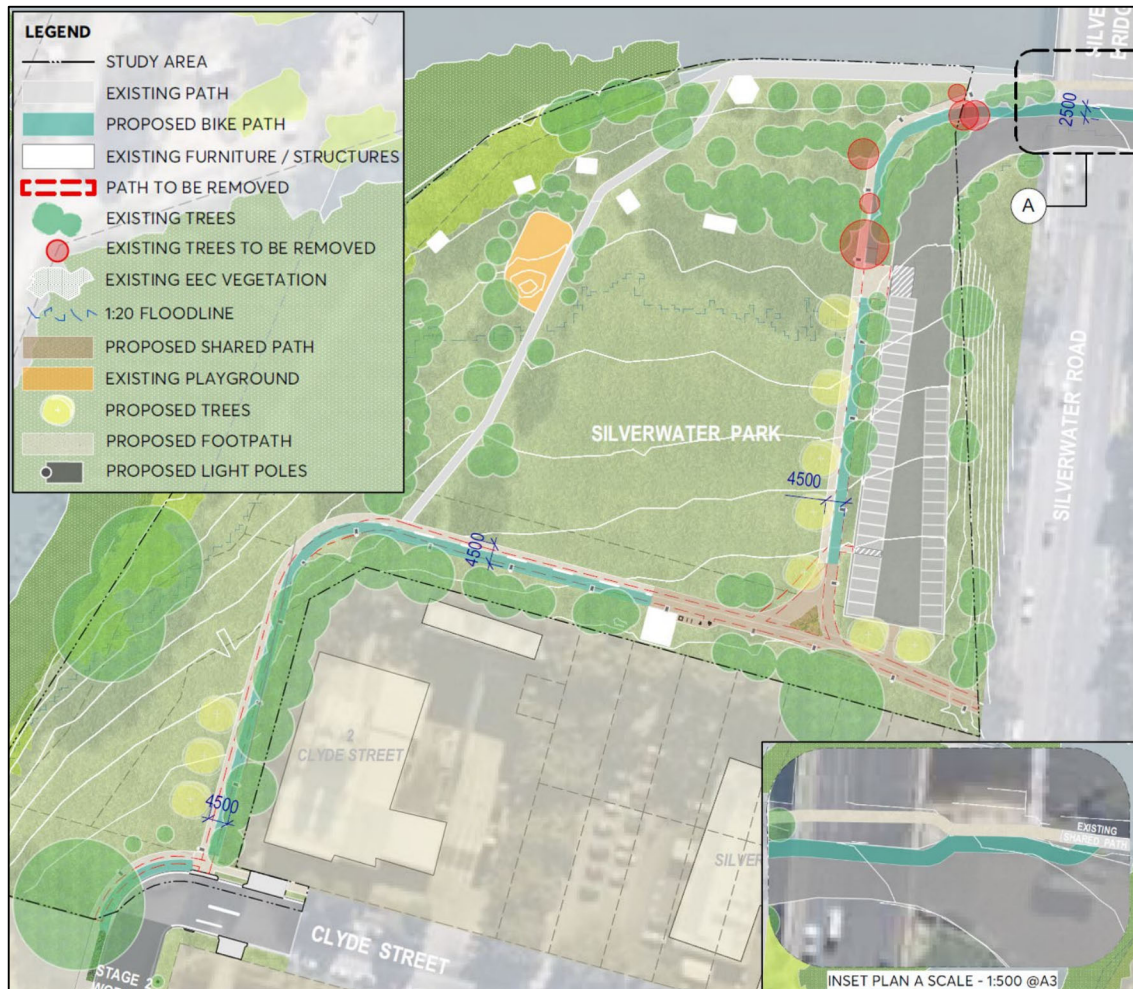 LEGEND
STUDY AREA
EXISTING PATH
PROPOSED BIKE PATH
EXISTING FURNITURE / STRUCTURES
PATH TO BE REMOVED
EXISTING TREES
EXISTING TREES TO BE REMOVED
EXISTING EEC VEGETATION
1:20 FLOODLINE
PROPOSED SHARED PATH
EXISTING PLAYGROUND
PROPOSED TREES
PROPOSED FOOTPATH
PROPOSED LIGHT POLES
2500
A
SILVERWATER PARK
SILVERWATER ROAD
4500
4500
2
CLYDE STREET
4500
CLYDE STREET
STAGE 2
EXISTING
SHARED PATH
INSET PLAN A SCALE - 1:500 @A3